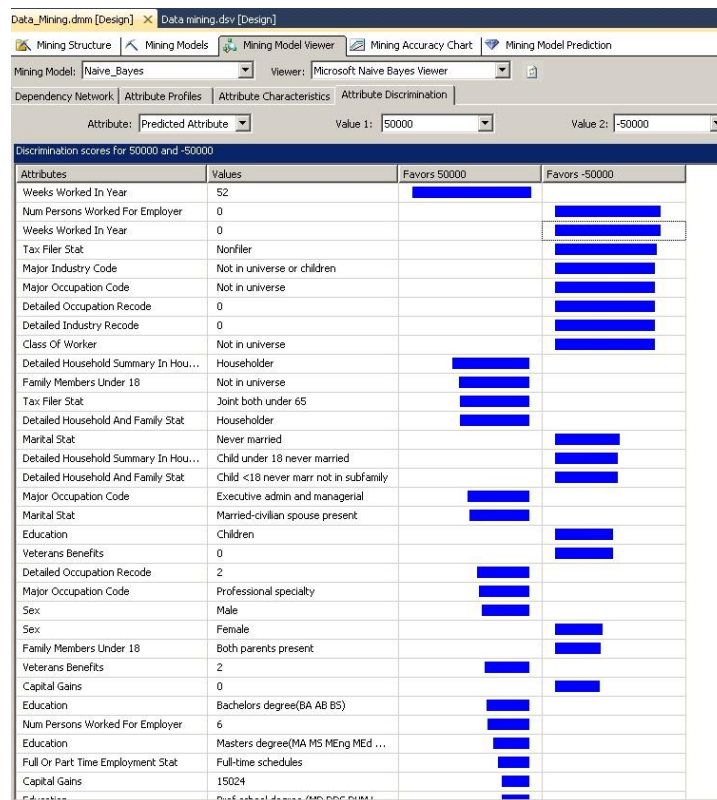 Data_Mining.dmm [Design] Data mining.dsv [Design]
Mining Structure Mining Models Mining Model Viewer Mining Accuracy Chart Mining Model Prediction
Mining Model: Naive_Bayes Viewer: Microsoft Naive Bayes Viewer
Dependency Network Attribute Profiles Attribute Characteristics Attribute Discrimination
Attribute: Predicted Attribute Value 1: 50000 Value 2: -50000
Discrimination scores for 50000 and -50000
Attributes Values Favors 50000 Favors -50000
Weeks Worked In Year 52
Num Persons Worked For Employer 0
Weeks Worked In Year 0
Tax Filer Stat Nonfiler
Major Industry Code Not in universe or children
Major Occupation Code Not in universe
Detailed Occupation Recode 0
Detailed Industry Recode 0
Class Of Worker Not in universe
Detailed Household Summary In Hou... Householder
Family Members Under 18 Not in universe
Tax Filer Stat Joint both under 65
Detailed Household And Family Stat Householder
Marital Stat Never married
Detailed Household Summary In Hou... Child under 18 never married
Detailed Household And Family Stat Child <18 never marr not in subfamily
Major Occupation Code Executive admin and managerial
Marital Stat Married-civilian spouse present
Education Children
Veterans Benefits 0
Detailed Occupation Recode 2
Major Occupation Code Professional specialty
Sex Male
Sex Female
Family Members Under 18 Both parents present
Veterans Benefits 2
Capital Gains 0
Education Bachelors degree(BA AB BS)
Num Persons Worked For Employer 6
Education Masters degree(MA MS MEng MEd ...
Full Or Part Time Employment Stat Full-time schedules
Capital Gains 15024
Education Prof school degree (MD DDS DVM